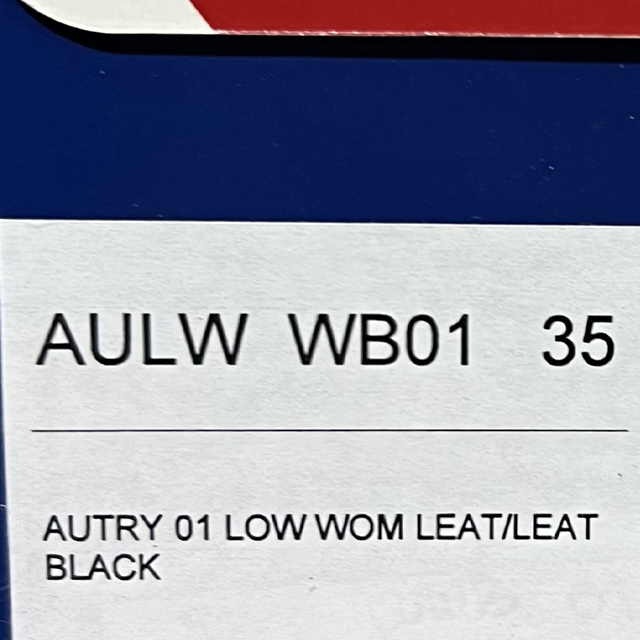 AULW WB01 35
AUTRY 01 LOW WOM LEAT/LEAT
BLACK